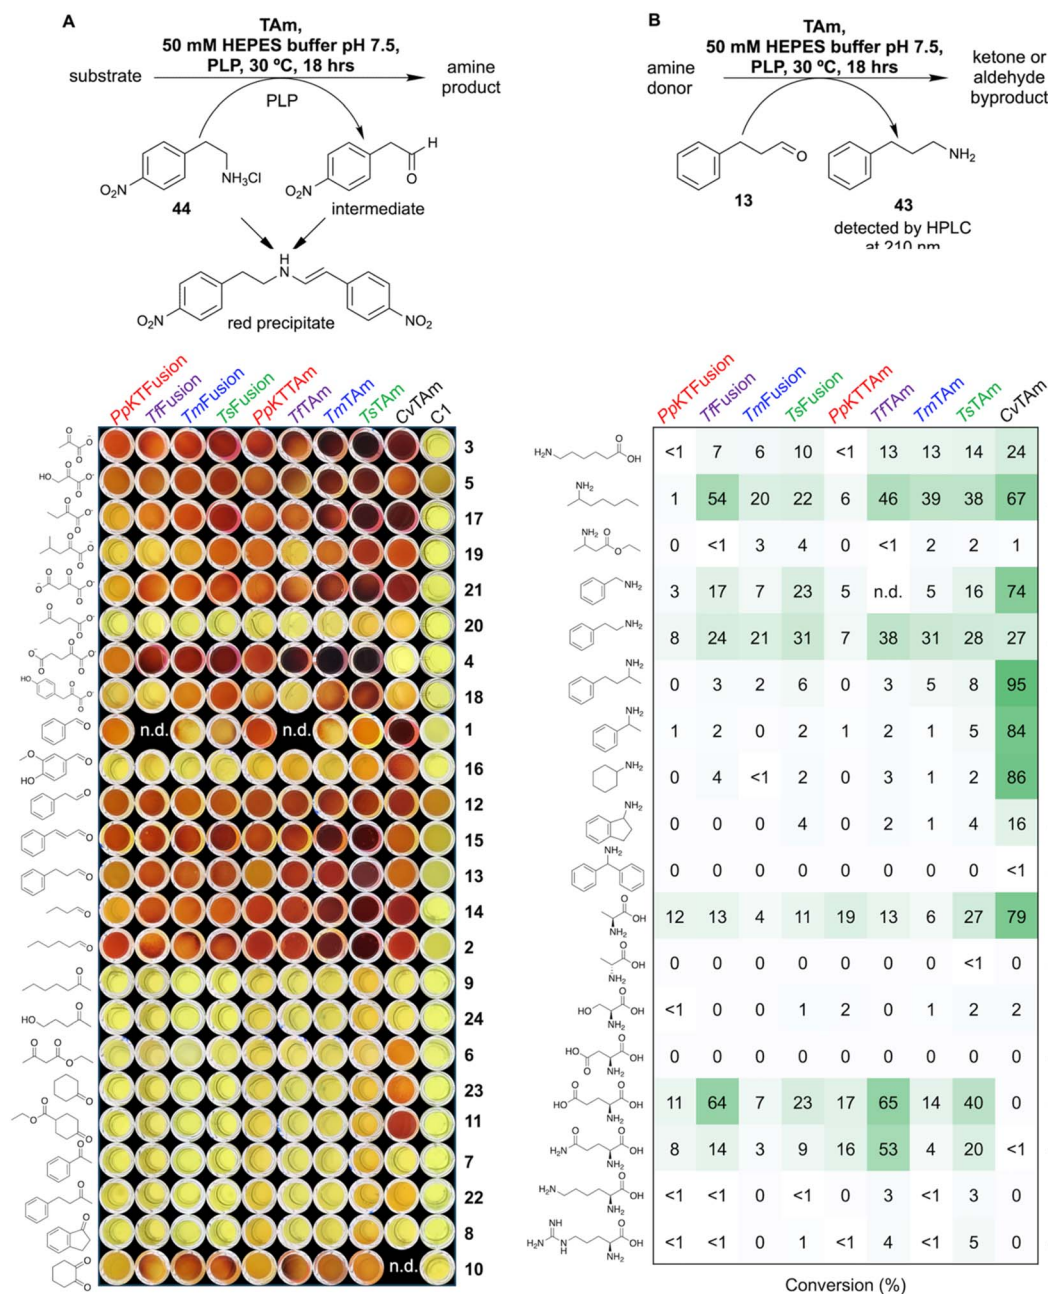 A
TAm,
50 mM HEPES buffer pH 7.5,
PLP, 30 ºC, 18 hrs
substrate
amine
product
PLP
O₂N
NH₃Cl
44
O₂N
H
O
intermediate
H
N
O₂N
red precipitate
NO₂
B
TAm,
50 mM HEPES buffer pH 7.5,
PLP, 30 ºC, 18 hrs
amine
donor
ketone or
aldehyde
byproduct
O
13
NH₂
43
detected by HPLC
at 210 nm
PpKTFusion TfFusion TmFusion TsFusion PpKTTAm TfTAm TmTAm TsTAm CvTAm C1
3
5
17
19
21
20
4
18
n.d. n.d. 1
16
12
15
13
14
2
9
24
6
23
11
7
22
8
n.d. 10
PpKTFusion TfFusion TmFusion TsFusion PpKTTAm TfTAm TmTAm TsTAm CvTAm
<1 7 6 10 <1 13 13 14 24
1 54 20 22 6 46 39 38 67
0 <1 3 4 0 <1 2 2 1
3 17 7 23 5 n.d. 5 16 74
8 24 21 31 7 38 31 28 27
0 3 2 6 0 3 5 8 95
1 2 0 2 1 2 1 5 84
0 4 <1 2 0 3 1 2 86
0 0 0 4 0 2 1 4 16
0 0 0 0 0 0 0 0 <1
12 13 4 11 19 13 6 27 79
0 0 0 0 0 0 0 <1 0
<1 0 0 1 2 0 1 2 2
0 0 0 0 0 0 0 0 0
11 64 7 23 17 65 14 40 0
8 14 3 9 16 53 4 20 <1
<1 <1 0 <1 0 3 <1 3 0
<1 <1 0 1 <1 4 <1 5 0
Conversion (%)